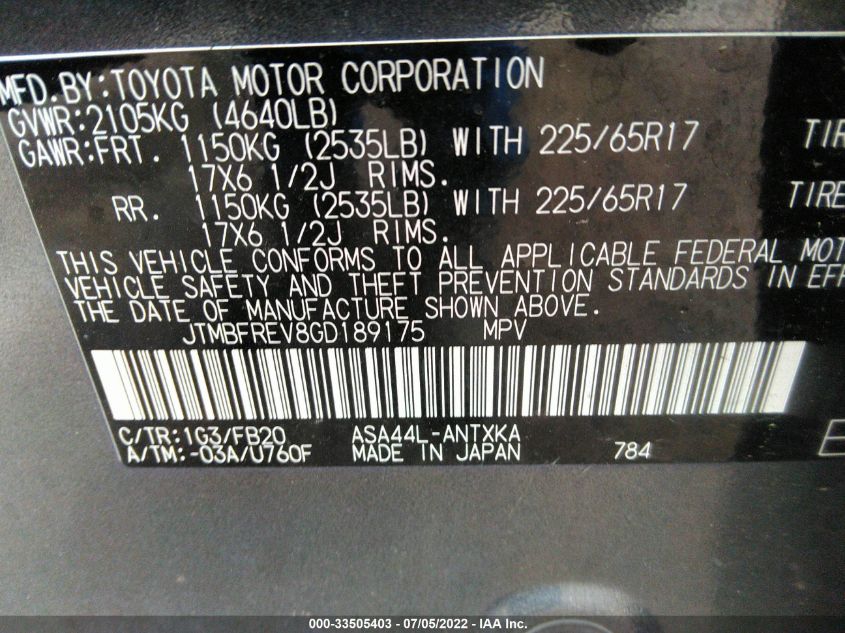 MFD. BY: TOYOTA MOTOR CORPORATION
GVWR: 2105KG (4640LB)
GAWR: FRT. 1150KG (2535LB) WITH 225/65R17 TIR
17X6 1/2J RIMS.
RR. 1150KG (2535LB) WITH 225/65R17 TIRE
17X6 1/2J RIMS.
THIS VEHICLE CONFORMS TO ALL APPLICABLE FEDERAL MOT
VEHICLE SAFETY AND THEFT PREVENTION STANDARDS IN EFF
THE DATE OF MANUFACTURE SHOWN ABOVE.
JTMBFREV8GD189175 MPV
C/TR: 1G3/FB20 ASA44L-ANTXKA
A/TM: -03A/U760F MADE IN JAPAN 784
000-33505403 - 07/05/2022 - IAA Inc.